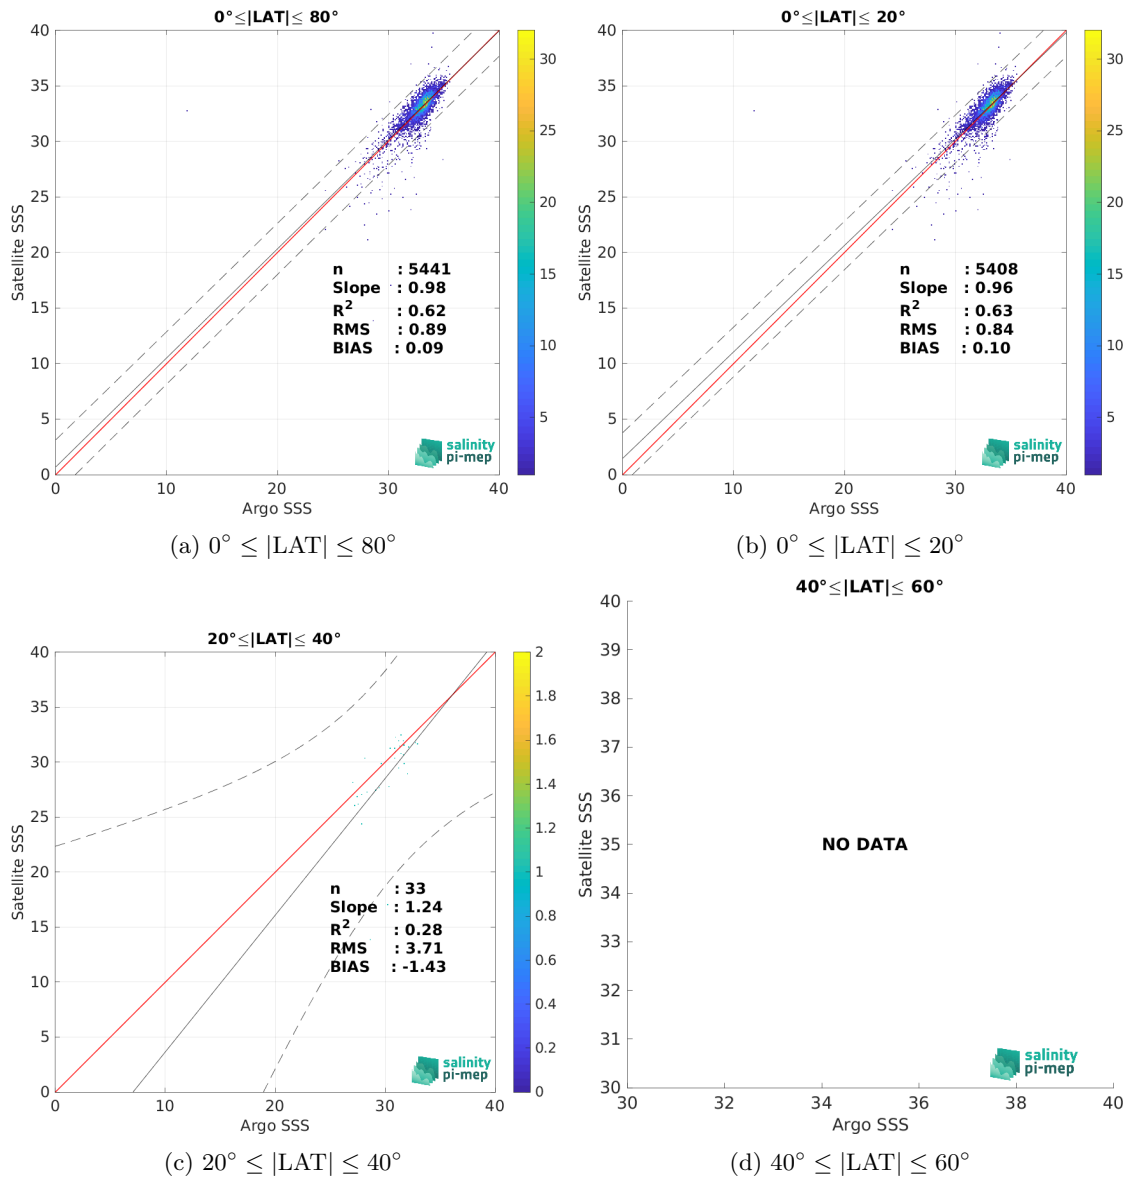 0°≤|LAT|≤ 80°
40
35
30
25
20
15
10
5
0
0
10
20
30
40
Satellite SSS
Argo SSS
30
25
20
15
10
5
n : 5441
Slope : 0.98
R² : 0.62
RMS : 0.89
BIAS : 0.09
salinity
pi-mep
(a) 0° ≤ |LAT| ≤ 80°
0°≤|LAT|≤ 20°
40
35
30
25
20
15
10
5
0
0
10
20
30
40
Satellite SSS
Argo SSS
30
25
20
15
10
5
n : 5408
Slope : 0.96
R² : 0.63
RMS : 0.84
BIAS : 0.10
salinity
pi-mep
(b) 0° ≤ |LAT| ≤ 20°
20°≤|LAT|≤ 40°
40
35
30
25
20
15
10
5
0
0
10
20
30
40
Satellite SSS
Argo SSS
2
1.8
1.6
1.4
1.2
1
0.8
0.6
0.4
0.2
0
n : 33
Slope : 1.24
R² : 0.28
RMS : 3.71
BIAS : -1.43
salinity
pi-mep
(c) 20° ≤ |LAT| ≤ 40°
40°≤|LAT|≤ 60°
40
39
38
37
36
35
34
33
32
31
30
30
32
34
36
38
40
Satellite SSS
Argo SSS
NO DATA
salinity
pi-mep
(d) 40° ≤ |LAT| ≤ 60°